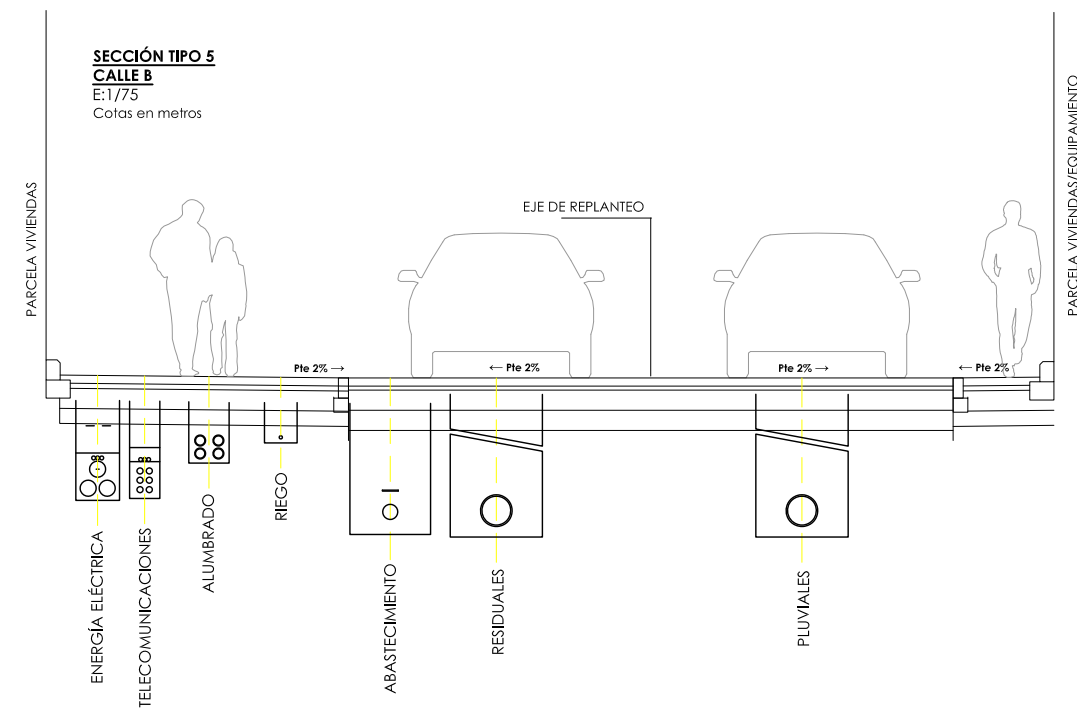 SECCIÓN TIPO 5
CALLE B
E:1/75
Cotas en metros
PARCELA VIVIENDAS
EJE DE REPLANTEO
PARCELA VIVIENDAS/EQUIPAMIENTO
Pte 2% →
← Pte 2%
Pte 2% →
← Pte 2%
ENERGÍA ELÉCTRICA
TELECOMUNICACIONES
ALUMBRADO
RIEGO
ABASTECIMIENTO
RESIDUALES
PLUVIALES